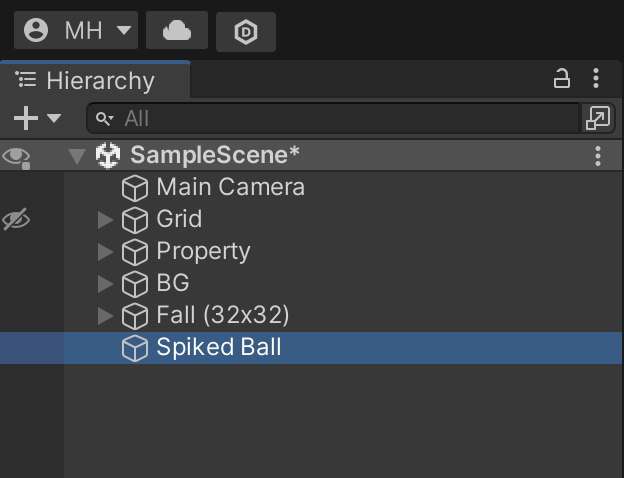 MH
Hierarchy
All
SampleScene*
Main Camera
Grid
Property
BG
Fall (32x32)
Spiked Ball